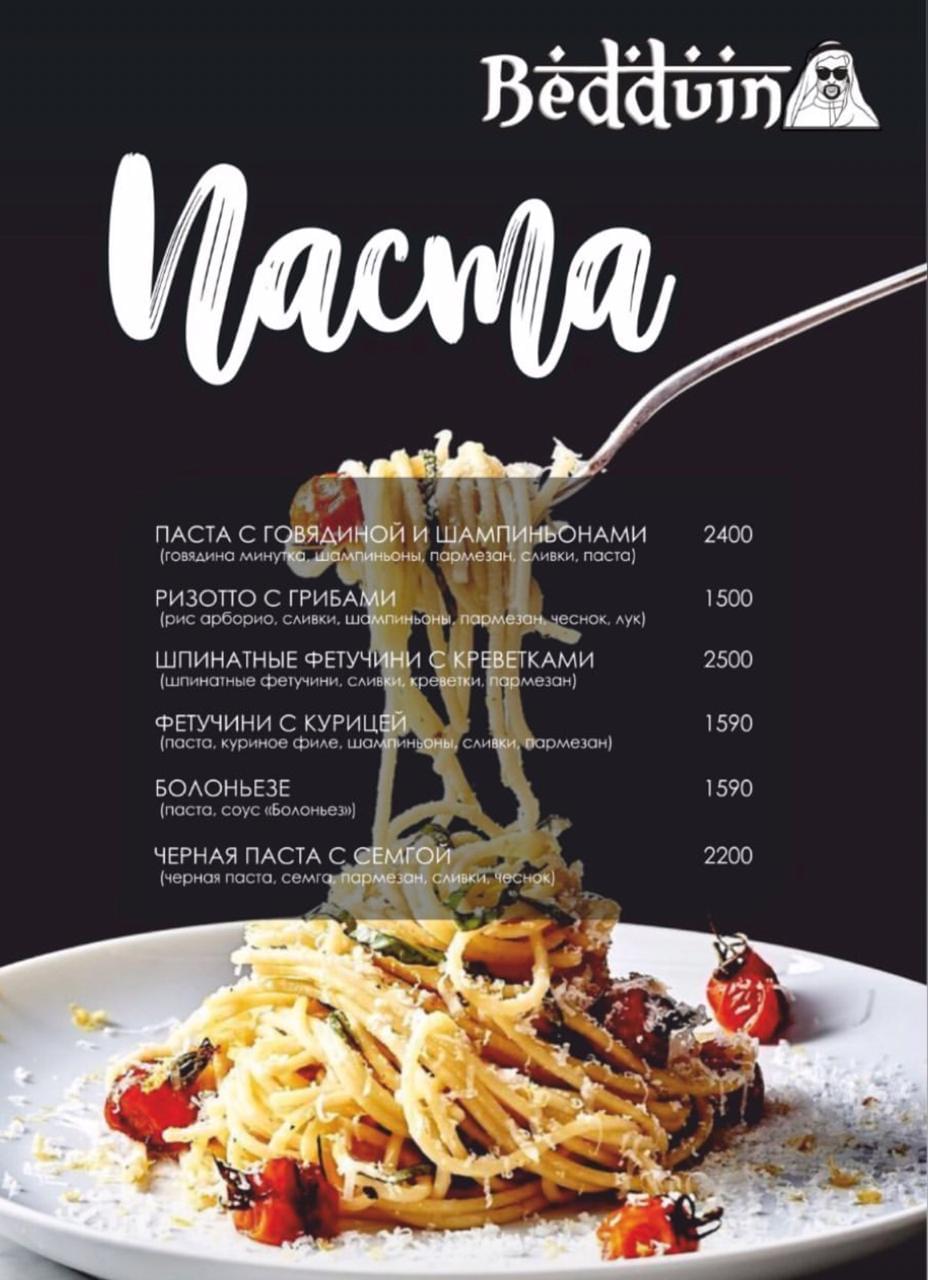 Bedduin
Паста
ПАСТА С ГОВЯДИНОЙ И ШАМПИНЬОНАМИ 2400
(говядина минутка, шампиньоны, пармезан, сливки, паста)
РИЗОТТО С ГРИБАМИ 1500
(рис арборио, сливки, шампиньоны, пармезан, чеснок, лук)
ШПИНАТНЫЕ ФЕТУЧИНИ С КРЕВЕТКАМИ 2500
(шпинатные фетучини, сливки, креветки, пармезан)
ФЕТУЧИНИ С КУРИЦЕЙ 1590
(паста, куриное филе, шампиньоны, сливки, пармезан)
БОЛОНЬЕЗЕ 1590
(паста, соус «Болоньез»)
ЧЕРНАЯ ПАСТА С СЕМГОЙ 2200
(черная паста, семга, пармезан, сливки, чеснок)